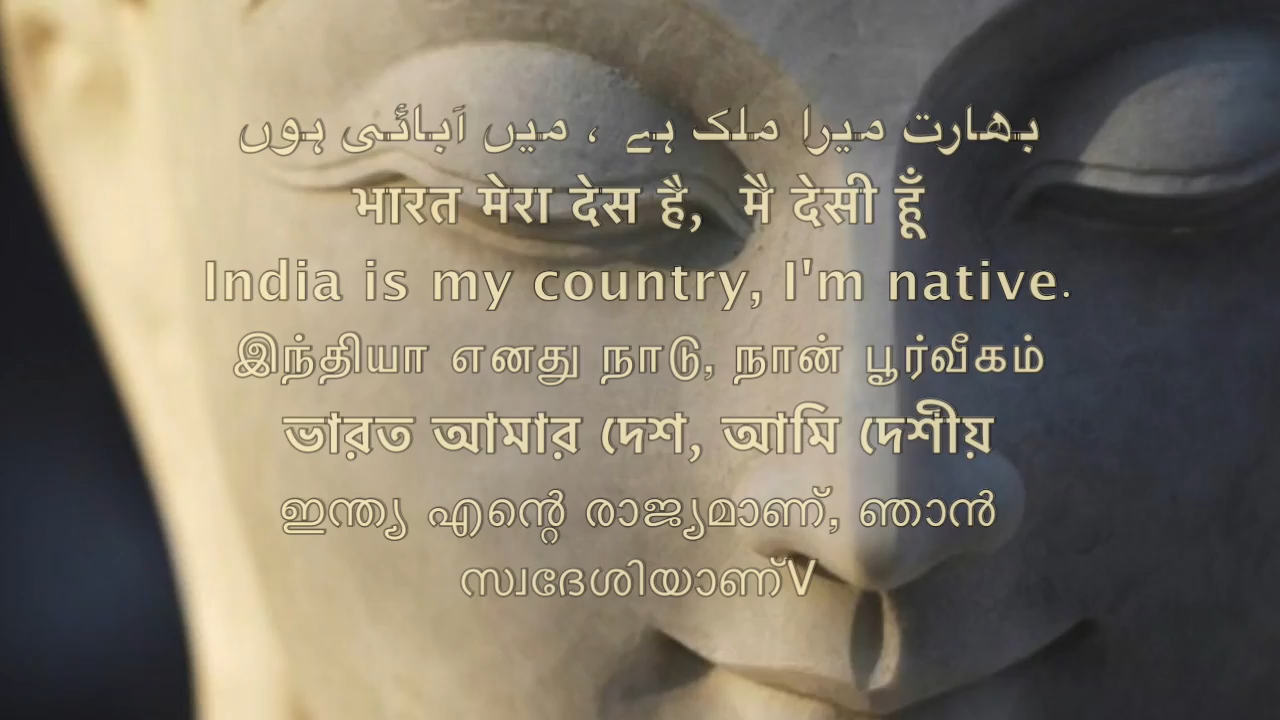 بھارت میرا ملک ہے ، میں آبائی ہوں
भारत मेरा देस है, मै देसी हूँ
India is my country, I'm native.
இந்தியா எனது நாடு, நான் பூர்வீகம்
ভারত আমার দেশ, আমি দেশীয়
ഇന്ത്യ എന്റെ രാജ്യമാണ്, ഞാൻ
സ്വദേശിയാണ്V